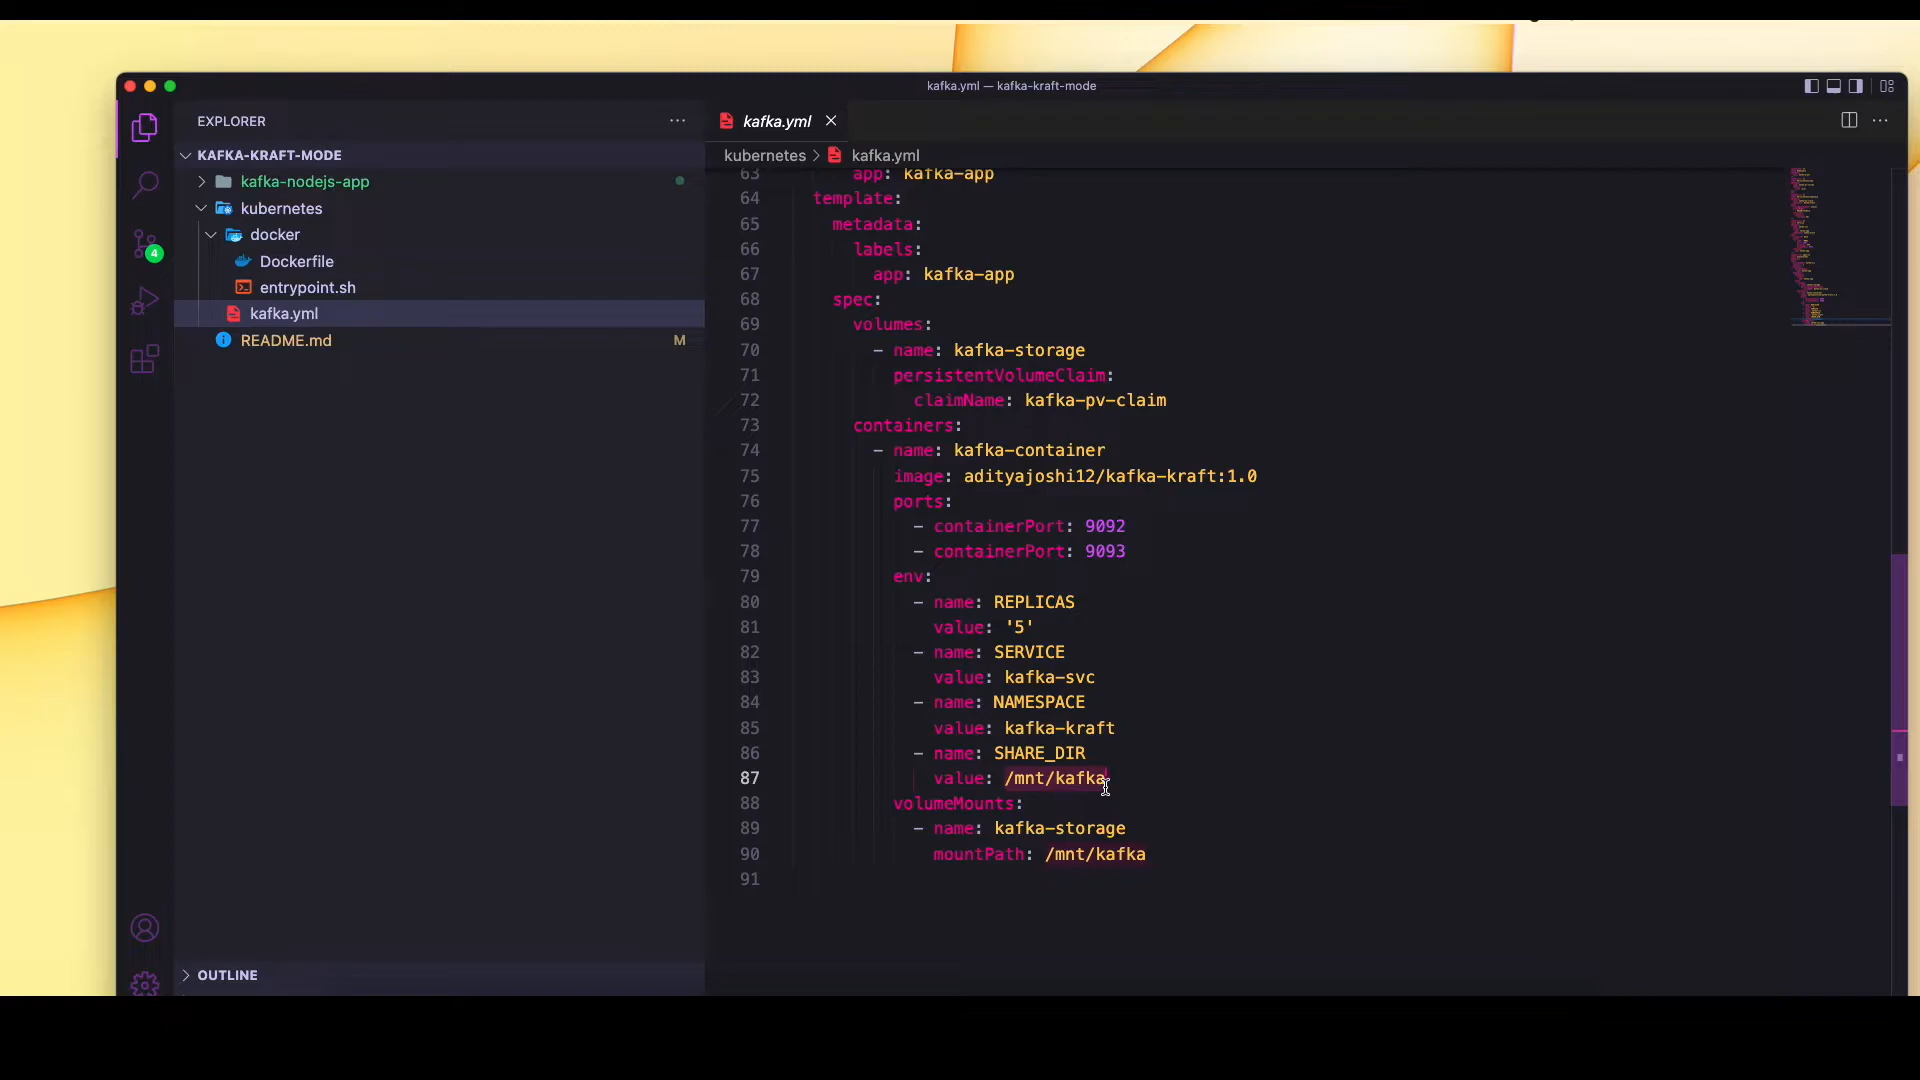 kafka.yml — kafka-kraft-mode
EXPLORER
KAFKA-KRAFT-MODE
kafka-nodejs-app
kubernetes
docker
Dockerfile
entrypoint.sh
kafka.yml
README.md M
OUTLINE
4
kafka.yml
kubernetes > kafka.yml
63 app: kafka-app
64 template:
65 metadata:
66 labels:
67 app: kafka-app
68 spec:
69 volumes:
70 - name: kafka-storage
71 persistentVolumeClaim:
72 claimName: kafka-pv-claim
73 containers:
74 - name: kafka-container
75 image: adityajoshi12/kafka-kraft:1.0
76 ports:
77 - containerPort: 9092
78 - containerPort: 9093
79 env:
80 - name: REPLICAS
81 value: '5'
82 - name: SERVICE
83 value: kafka-svc
84 - name: NAMESPACE
85 value: kafka-kraft
86 - name: SHARE_DIR
87 value: /mnt/kafka
88 volumeMounts:
89 - name: kafka-storage
90 mountPath: /mnt/kafka
91